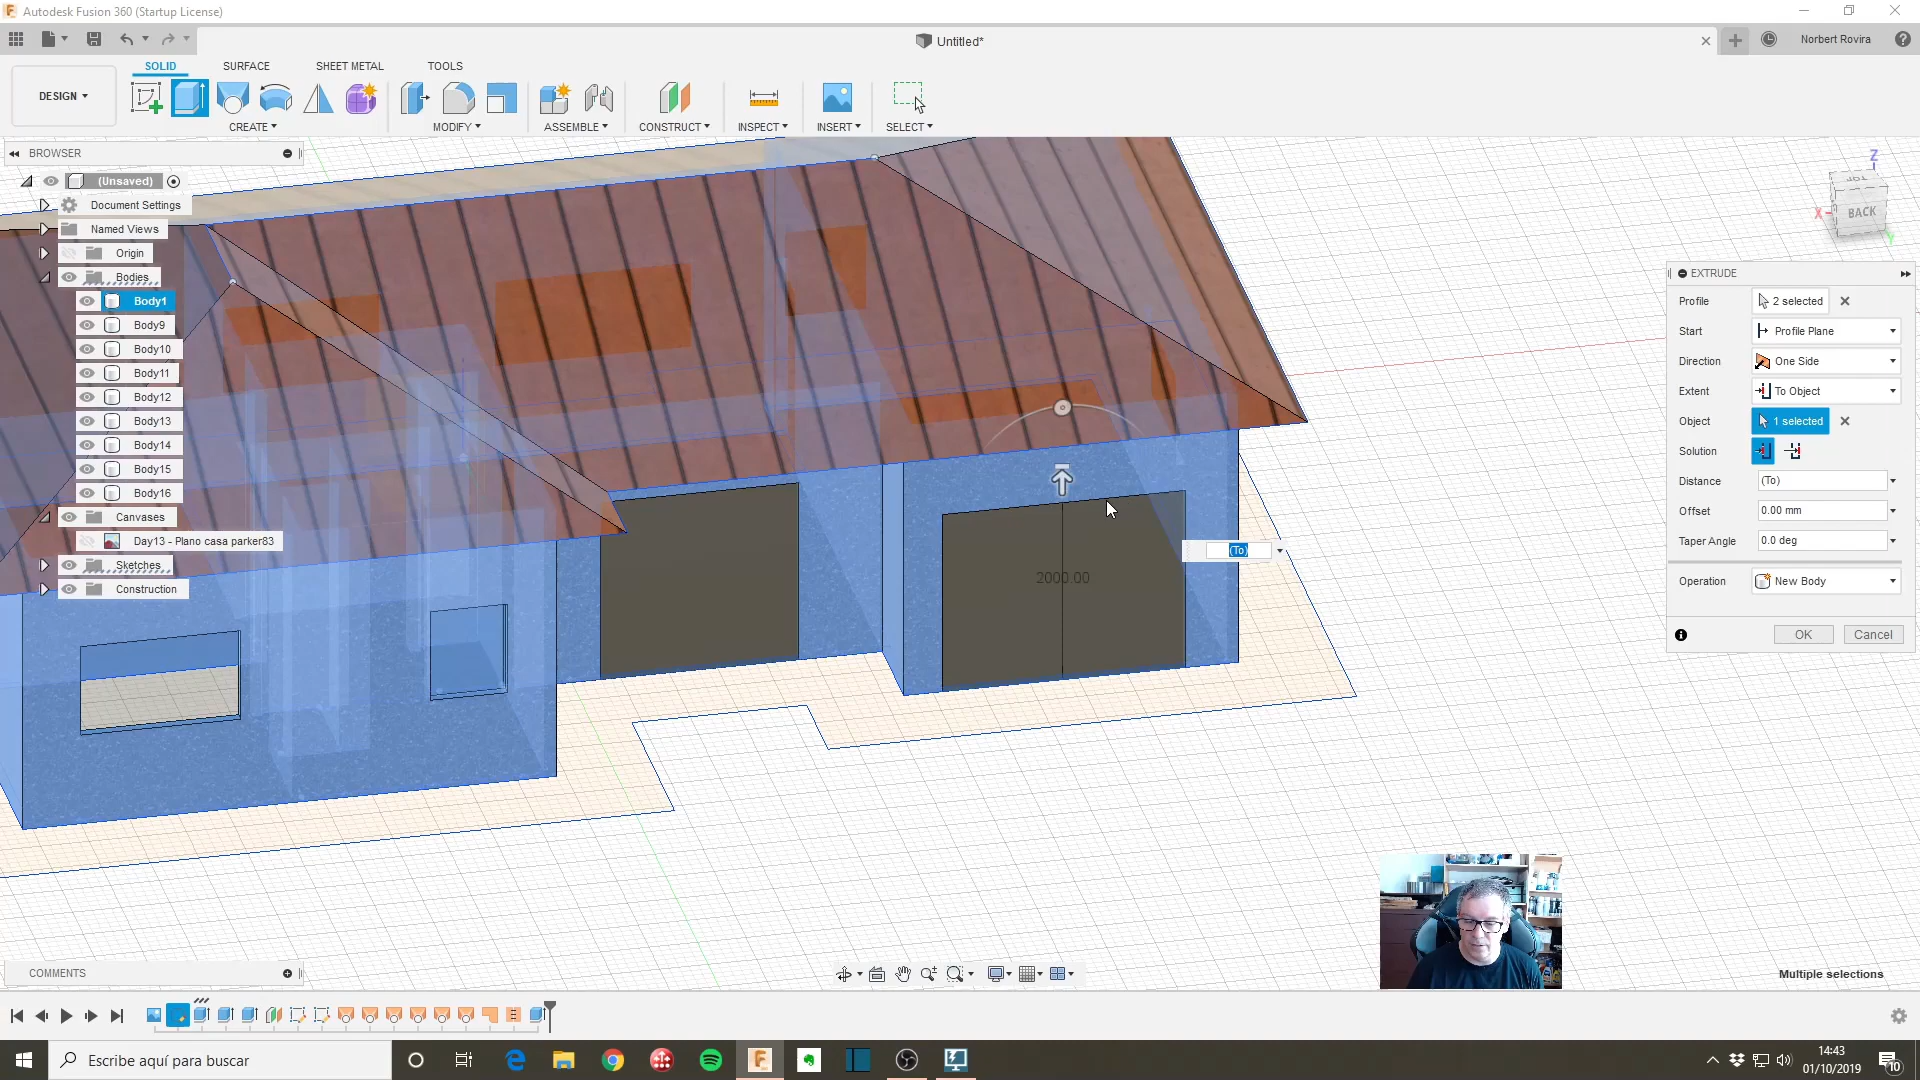 Autodesk Fusion 360 (Startup License)
Untitled*
Norbert Rovira
DESIGN
SOLID
SURFACE
SHEET METAL
TOOLS
CREATE
MODIFY
ASSEMBLE
CONSTRUCT
INSPECT
INSERT
SELECT
BROWSER
(Unsaved)
Document Settings
Named Views
Origin
Bodies
Body1
Body9
Body10
Body11
Body12
Body13
Body14
Body15
Body16
Canvases
Day13 - Plano casa parker83
Sketches
Construction
Z
X
Y
BACK
2000.00
(To)
EXTRUDE
Profile
2 selected
Start
Profile Plane
Direction
One Side
Extent
To Object
Object
1 selected
Solution
Distance
(To)
Offset
0.00 mm
Taper Angle
0.0 deg
Operation
New Body
OK
Cancel
COMMENTS
Multiple selections
Escribe aquí para buscar
14:43
01/10/2019
10